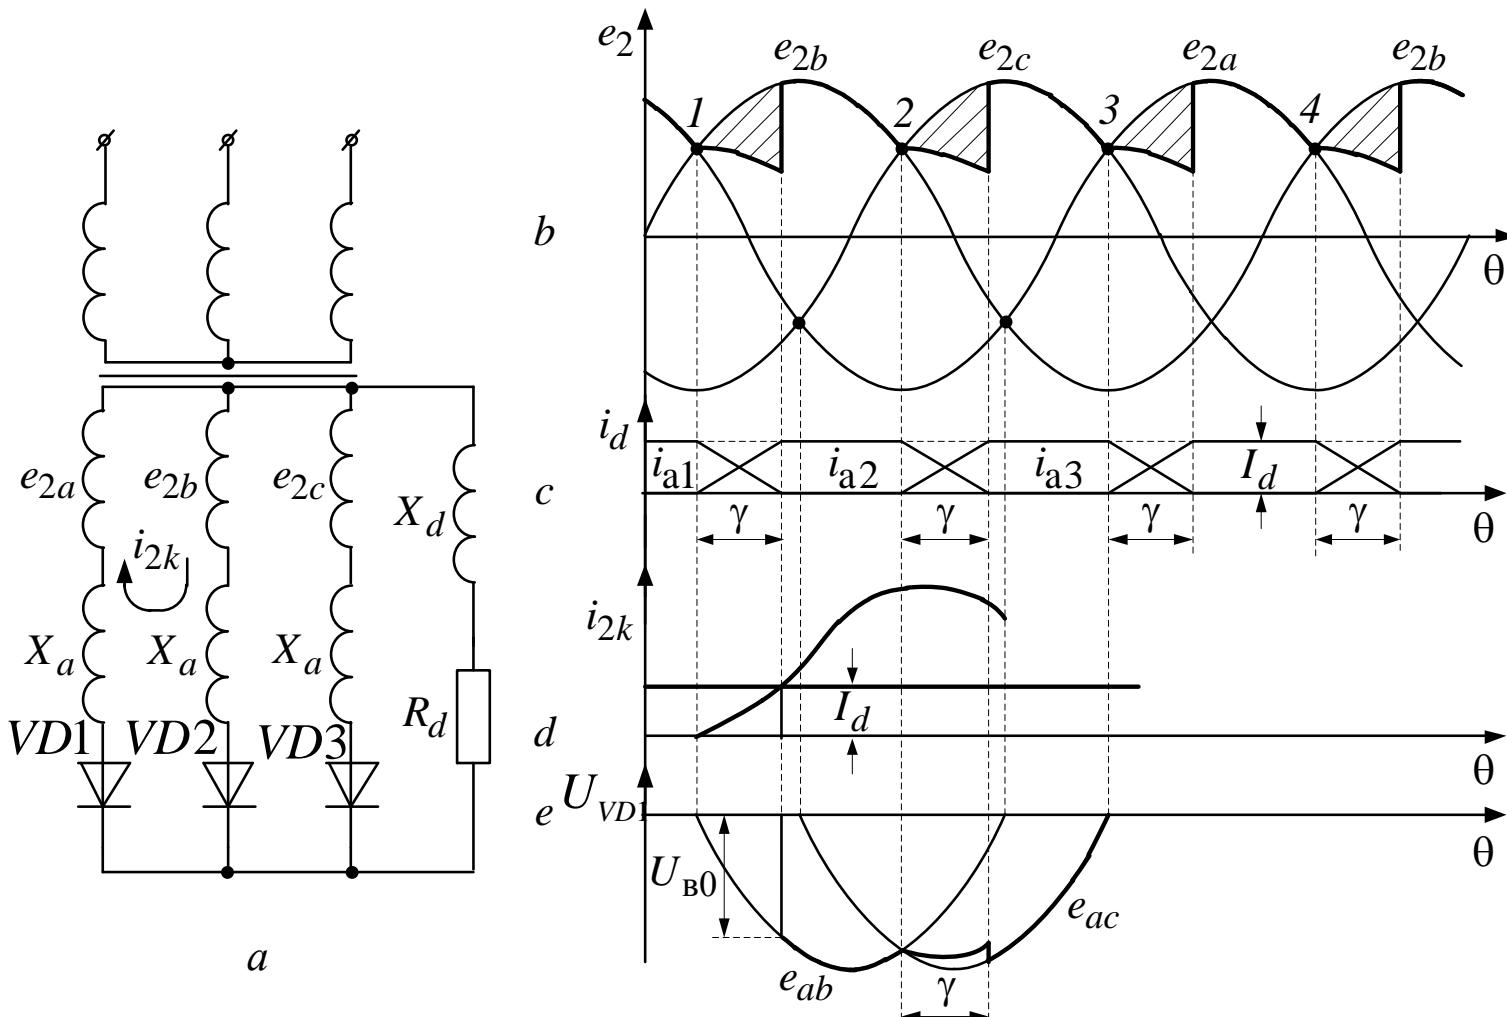 e2a e2b e2c
Xd
i2k
Xa Xa Xa
Rd
VD1 VD2 VD3
a
e2 e2b e2c e2a e2b
1 2 3 4
b
θ
id
ia1 ia2 ia3 Id
c
γ γ γ γ
θ
i2k
Id
d
θ
UVD1
e
θ
Uв0
eac
eab
γ